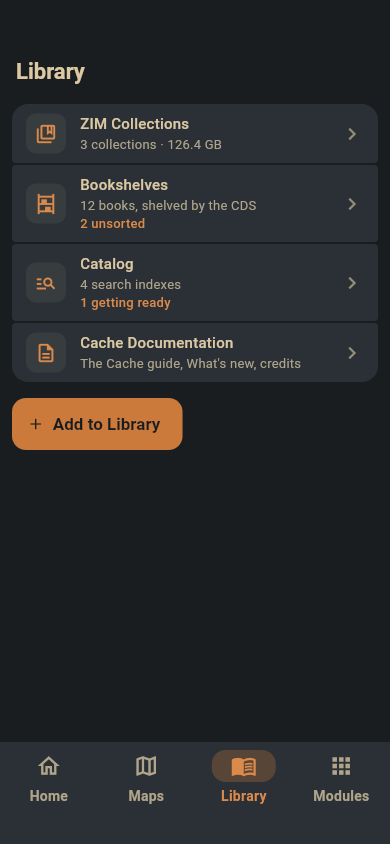 Library
ZIM Collections
3 collections · 126.4 GB
Bookshelves
12 books, shelved by the CDS
2 unsorted
Catalog
4 search indexes
1 getting ready
Cache Documentation
The Cache guide, What's new, credits
+ Add to Library
Home
Maps
Library
Modules